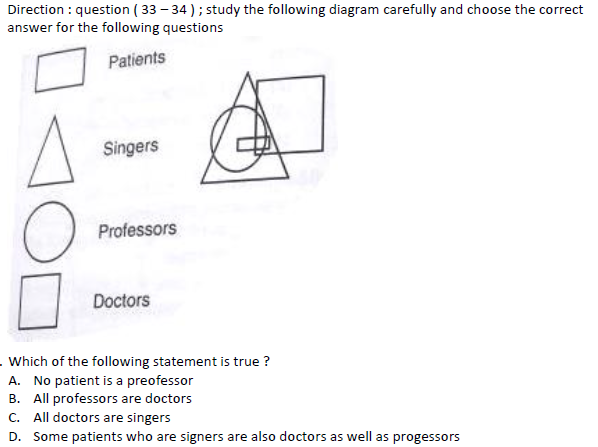 Direction : question ( 33 – 34 ) ; study the following diagram carefully and choose the correct
answer for the following questions
Patients
Singers
Professors
Doctors
. Which of the following statement is true ?
A. No patient is a preofessor
B. All professors are doctors
C. All doctors are singers
D. Some patients who are signers are also doctors as well as progessors